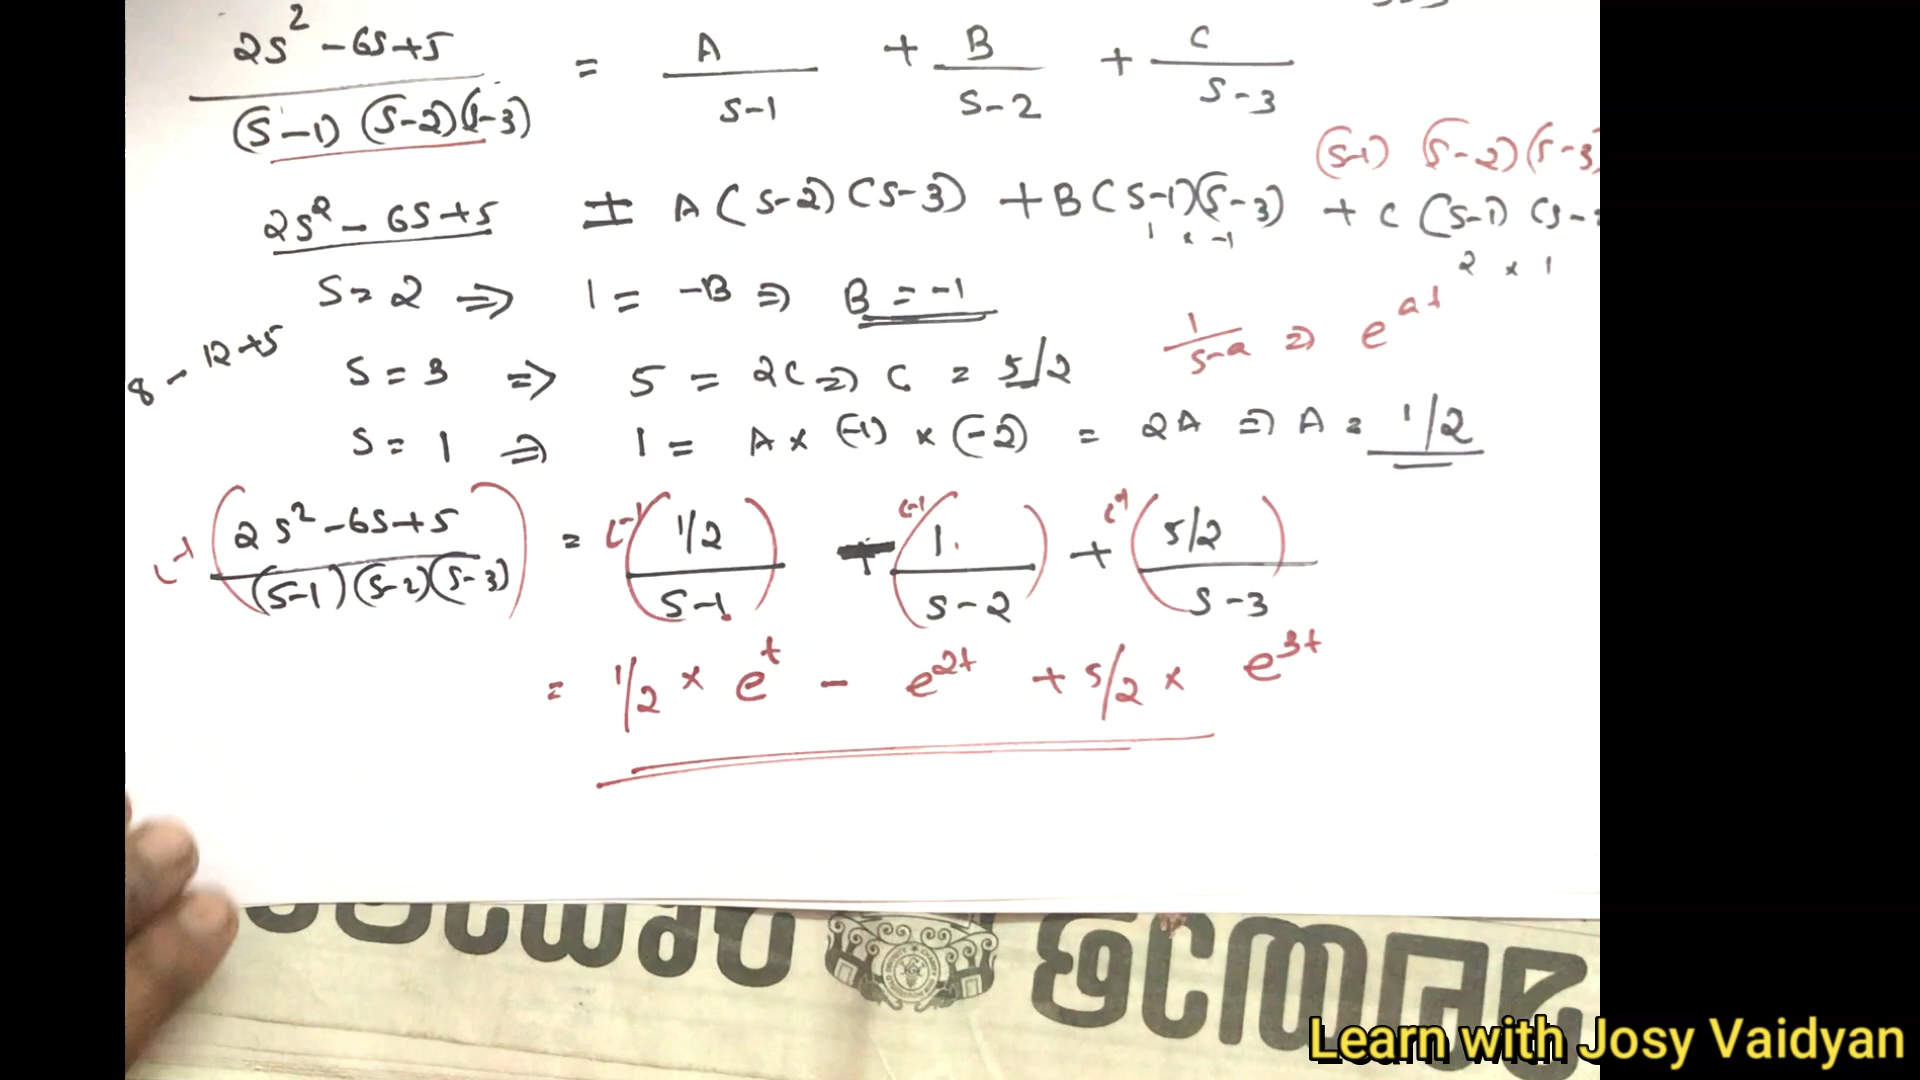 2s² - 6s + 5 / (s-1) (s-2)(s-3) = A / s-1 + B / s-2 + C / s-3
(s-1) (s-2)(s-3)
2s² - 6s + 5 = A (s-2)(s-3) + B (s-1)(s-3) + C (s-1) (s-
1 x -1
2 x 1
s = 2 ⇒ 1 = -B ⇒ B = -1
1/s-a ⇒ e^at
8 - 12 + 5
s = 3 ⇒ 5 = 2C ⇒ C = 5/2
s = 1 ⇒ 1 = A x (-1) x (-2) = 2A ⇒ A = 1/2
L⁻¹ (2s² - 6s + 5 / (s-1)(s-2)(s-3)) = L⁻¹ (1/2 / s-1) - L⁻¹ (1 / s-2) + L⁻¹ (5/2 / s-3)
= 1/2 x e^t - e^2t + 5/2 x e^3t
Learn with Josy Vaidyan